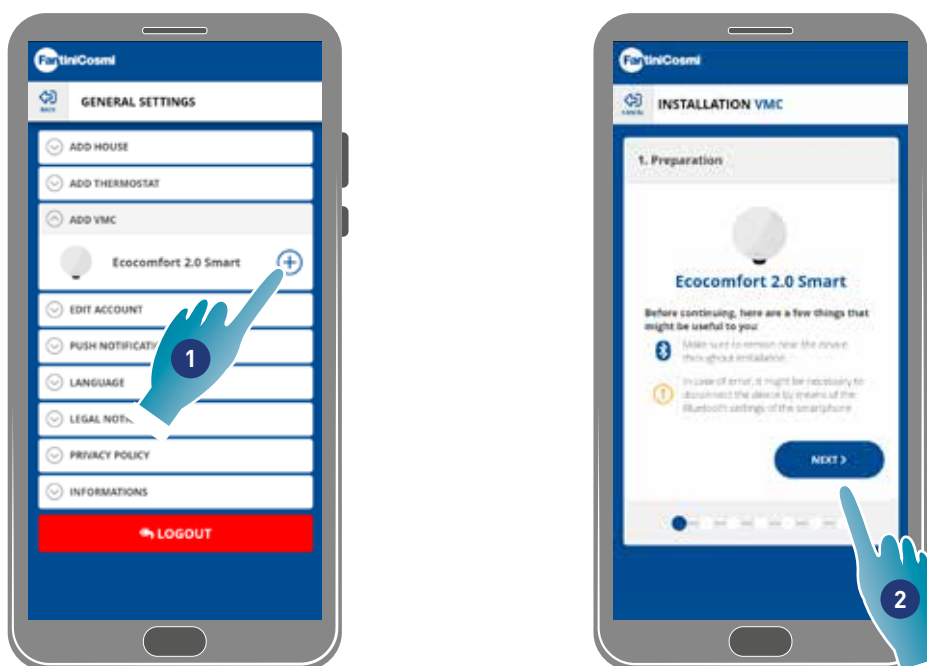 FantiniCosmi
BACK
GENERAL SETTINGS
ADD HOUSE
ADD THERMOSTAT
ADD VMC
Ecocomfort 2.0 Smart
EDIT ACCOUNT
PUSH NOTIFICATI
1
LANGUAGE
LEGAL NOT
PRIVACY POLICY
INFORMATIONS
LOGOUT
FantiniCosmi
CANCEL
INSTALLATION VMC
1. Preparation
Ecocomfort 2.0 Smart
Before continuing, here are a few things that
might be useful to you:
Make sure to remain near the device
throughout installation.
In case of error, it might be necessary to
disconnect the device by means of the
Bluetooth settings of the smartphone
NEXT >
2